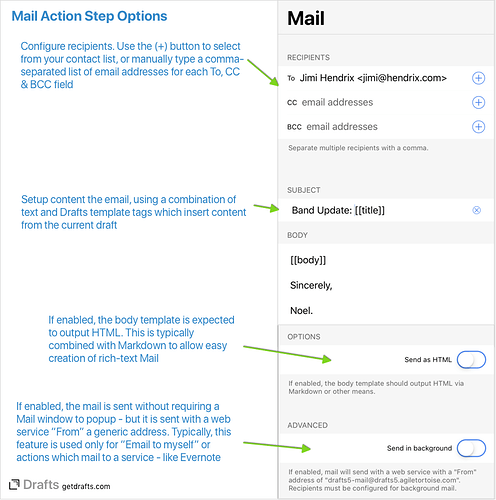 Mail Action Step Options
Configure recipients. Use the (+) button to select
from your contact list, or manually type a comma-
separated list of email addresses for each To, CC
& BCC field
Setup content the email, using a combination of
text and Drafts template tags which insert content
from the current draft
If enabled, the body template is expected
to output HTML. This is typically
combined with Markdown to allow easy
creation of rich-text Mail
If enabled, the mail is sent without requiring a
Mail window to popup - but it is sent with a web
service “From” a generic address. Typically, this
feature is used only for “Email to myself” or
actions which mail to a service - like Evernote
Drafts getdrafts.com
Mail
RECIPIENTS
To Jimi Hendrix <jimi@hendrix.com>
CC email addresses
BCC email addresses
Separate multiple recipients with a comma.
SUBJECT
Band Update: [[title]]
BODY
[[body]]
Sincerely,
Noel.
OPTIONS
Send as HTML
If enabled, the body template should output HTML via
Markdown or other means.
ADVANCED
Send in background
If enabled, mail will send with a web service with a "From"
address of "drafts5-mail@drafts5.agiletortoise.com".
Recipients must be configured for background mail.